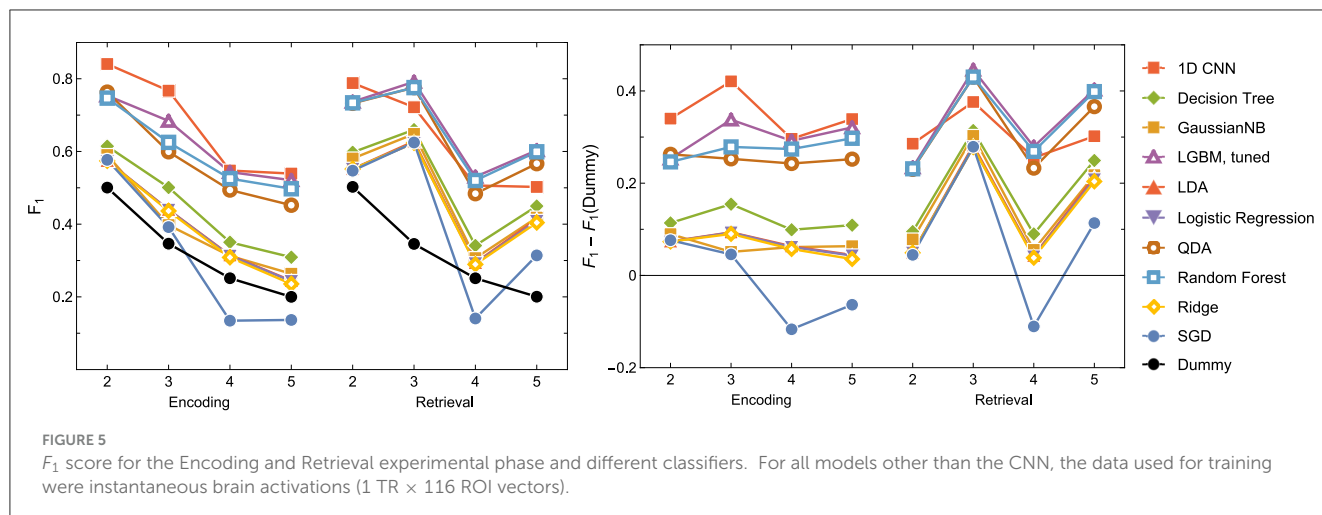 F1
0.8
0.6
0.4
0.2
2 3 4 5 2 3 4 5
Encoding Retrieval
F1 − F1(Dummy)
0.4
0.2
0
−0.2
2 3 4 5 2 3 4 5
Encoding Retrieval
1D CNN
Decision Tree
GaussianNB
LGBM, tuned
LDA
Logistic Regression
QDA
Random Forest
Ridge
SGD
Dummy
FIGURE 5
F1 score for the Encoding and Retrieval experimental phase and different classifiers. For all models other than the CNN, the data used for training
were instantaneous brain activations (1 TR × 116 ROI vectors).